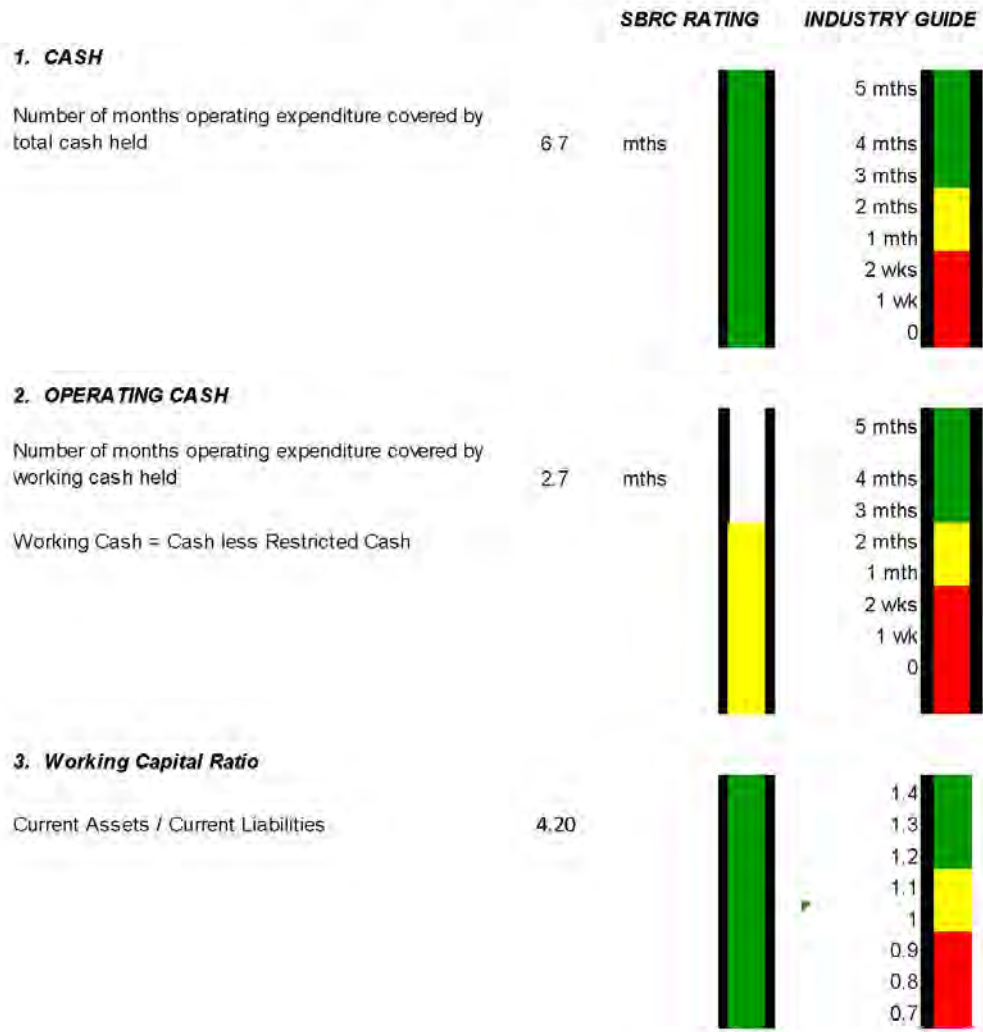 SBRC RATING INDUSTRY GUIDE
1. CASH
5 mths
Number of months operating expenditure covered by
total cash held 6.7 mths 4 mths
3 mths
2 mths
1 mth
2 wks
1 wk
0
2. OPERATING CASH
5 mths
Number of months operating expenditure covered by
working cash held 2.7 mths 4 mths
3 mths
Working Cash = Cash less Restricted Cash 2 mths
1 mth
2 wks
1 wk
0
3. Working Capital Ratio
1.4
Current Assets / Current Liabilities 4.20 1.3
1.2
1.1
1
0.9
0.8
0.7